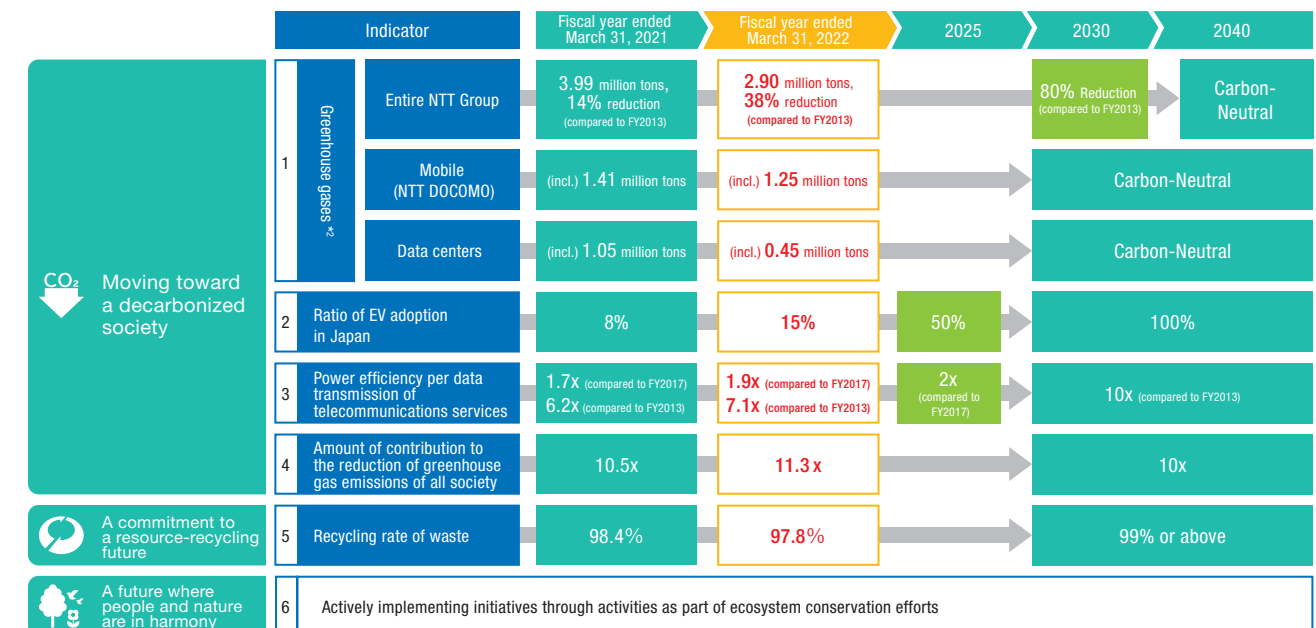 Indicator
Fiscal year ended
March 31, 2021
Fiscal year ended
March 31, 2022
2025
2030
2040
CO₂
Moving toward
a decarbonized
society
1
Greenhouse gases *2
Entire NTT Group
3.99 million tons,
14% reduction
(compared to FY2013)
2.90 million tons,
38% reduction
(compared to FY2013)
80% Reduction
(compared to FY2013)
Carbon-
Neutral
Mobile
(NTT DOCOMO)
(incl.) 1.41 million tons
(incl.) 1.25 million tons
Carbon-Neutral
Data centers
(incl.) 1.05 million tons
(incl.) 0.45 million tons
Carbon-Neutral
2
Ratio of EV adoption
in Japan
8%
15%
50%
100%
3
Power efficiency per data
transmission of
telecommunications services
1.7x (compared to FY2017)
6.2x (compared to FY2013)
1.9x (compared to FY2017)
7.1x (compared to FY2013)
2x
(compared to
FY2017)
10x (compared to FY2013)
4
Amount of contribution to
the reduction of greenhouse
gas emissions of all society
10.5x
11.3 x
10x
A commitment to
a resource-recycling
future
5
Recycling rate of waste
98.4%
97.8%
99% or above
A future where
people and nature
are in harmony
6
Actively implementing initiatives through activities as part of ecosystem conservation efforts